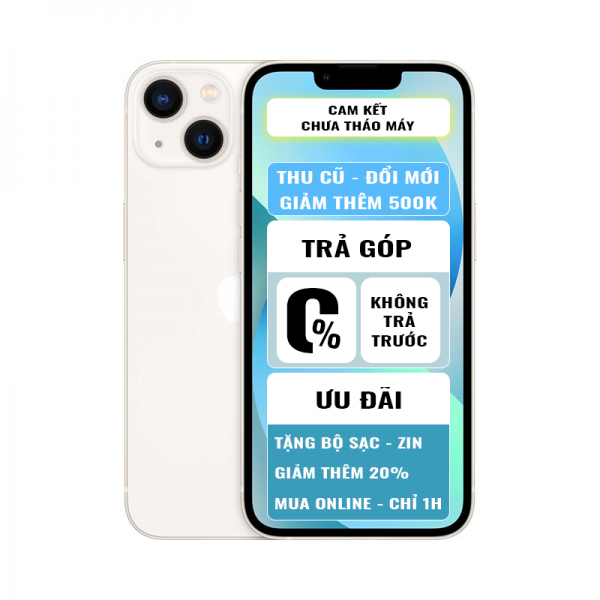 CAM KẾT
CHƯA THÁO MÁY
THU CŨ - ĐỔI MỚI
GIẢM THÊM 500K
TRẢ GÓP
0%
KHÔNG
TRẢ
TRƯỚC
ƯU ĐÃI
TẶNG BỘ SẠC - ZIN
GIẢM THÊM 20%
MUA ONLINE - CHỈ 1H